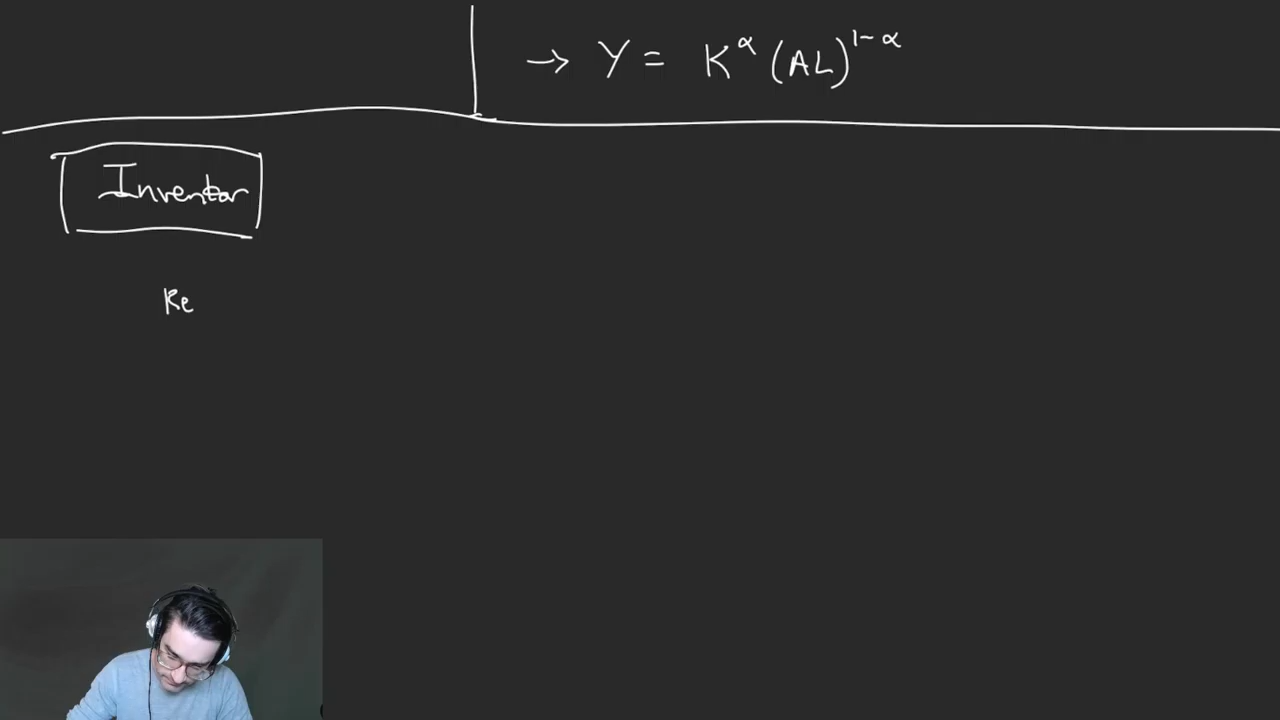 → Y = K^α (AL)^{1-α}
Inventor
Re